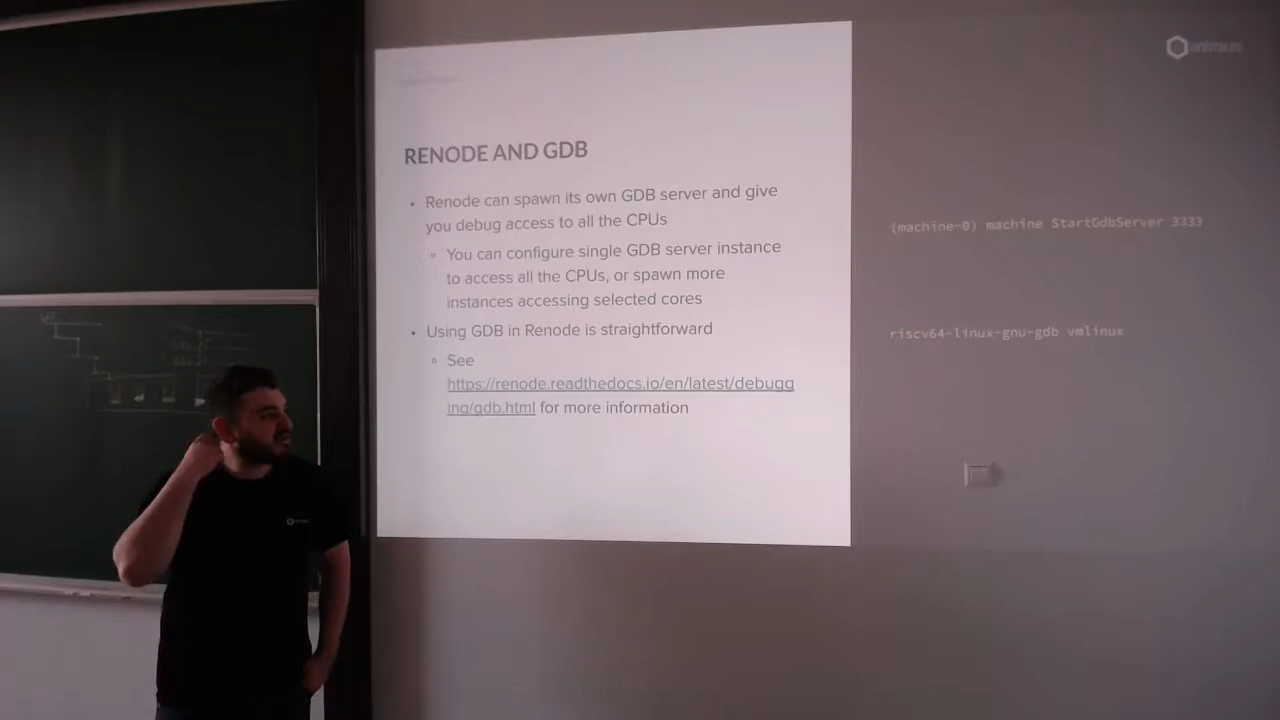 RENODE AND GDB
• Renode can spawn its own GDB server and give
you debug access to all the CPUs
You can configure single GDB server instance
to access all the CPUs, or spawn more
instances accessing selected cores
• Using GDB in Renode is straightforward
See
https://renode.readthedocs.io/en/latest/debugg
ing/gdb.html for more information
(machine-0) machine StartGdbServer 3333
riscv64-linux-gnu-gdb vmlinux